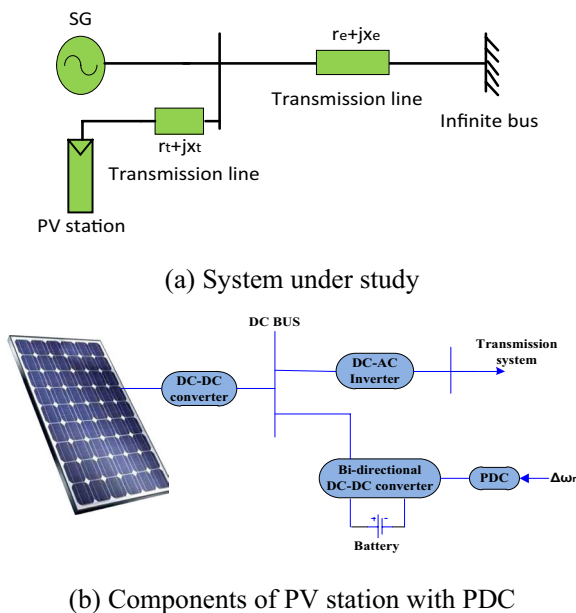 SG
re+jxe
Transmission line
Infinite bus
rt+jxt
Transmission line
PV station
(a) System under study
DC BUS
DC-DC
converter
DC-AC
Inverter
Transmission
system
Bi-directional
DC-DC converter
PDC
Δωr
+ -
Battery
(b) Components of PV station with PDC